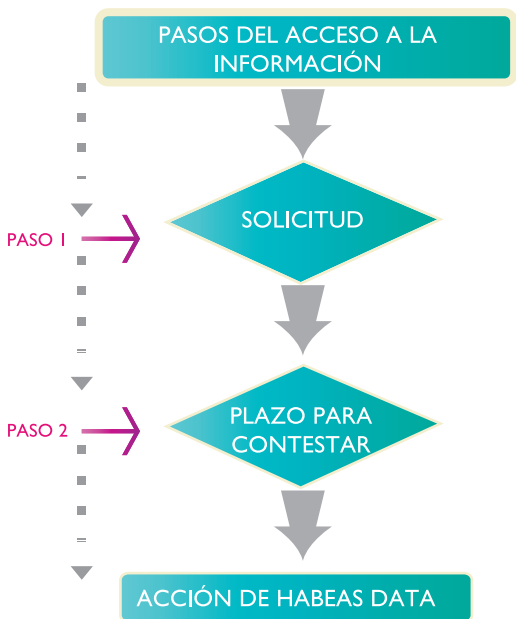 PASOS DEL ACCESO A LA
INFORMACIÓN
SOLICITUD
PASO 1
PLAZO PARA
CONTESTAR
PASO 2
ACCIÓN DE HABEAS DATA